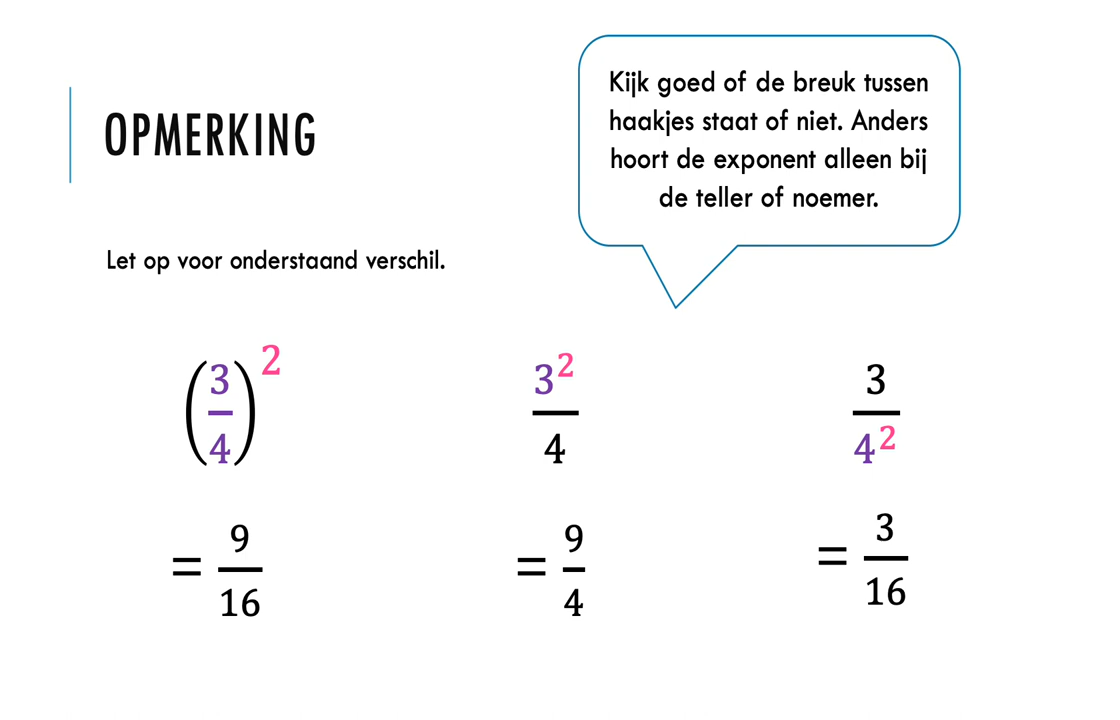 OPMERKING
Kijk goed of de breuk tussen
haakjes staat of niet. Anders
hoort de exponent alleen bij
de teller of noemer.
Let op voor onderstaand verschil.
(3/4)² 3²/4 3/4²
= 9/16 = 9/4 = 3/16